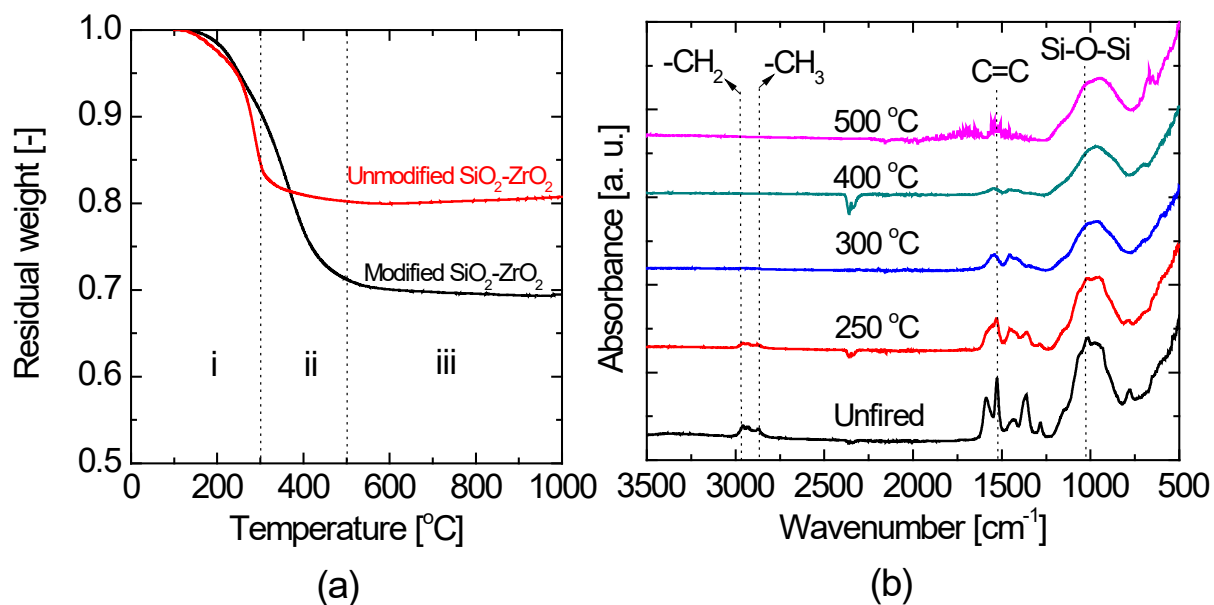 1.0
0.9
0.8
0.7
0.6
0.5
Residual weight [-]
Unmodified SiO₂-ZrO₂
Modified SiO₂-ZrO₂
i
ii
iii
0 200 400 600 800 1000
Temperature [°C]
(a)
Absorbance [a. u.]
-CH₂
-CH₃
C=C
Si-O-Si
500 °C
400 °C
300 °C
250 °C
Unfired
3500 3000 2500 2000 1500 1000 500
Wavenumber [cm⁻¹]
(b)